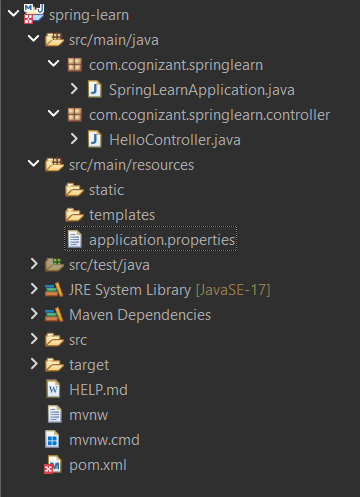 spring-learn
src/main/java
com.cognizant.springlearn
SpringLearnApplication.java
com.cognizant.springlearn.controller
HelloController.java
src/main/resources
static
templates
application.properties
src/test/java
JRE System Library [JavaSE-17]
Maven Dependencies
src
target
HELP.md
mvnw
mvnw.cmd
pom.xml